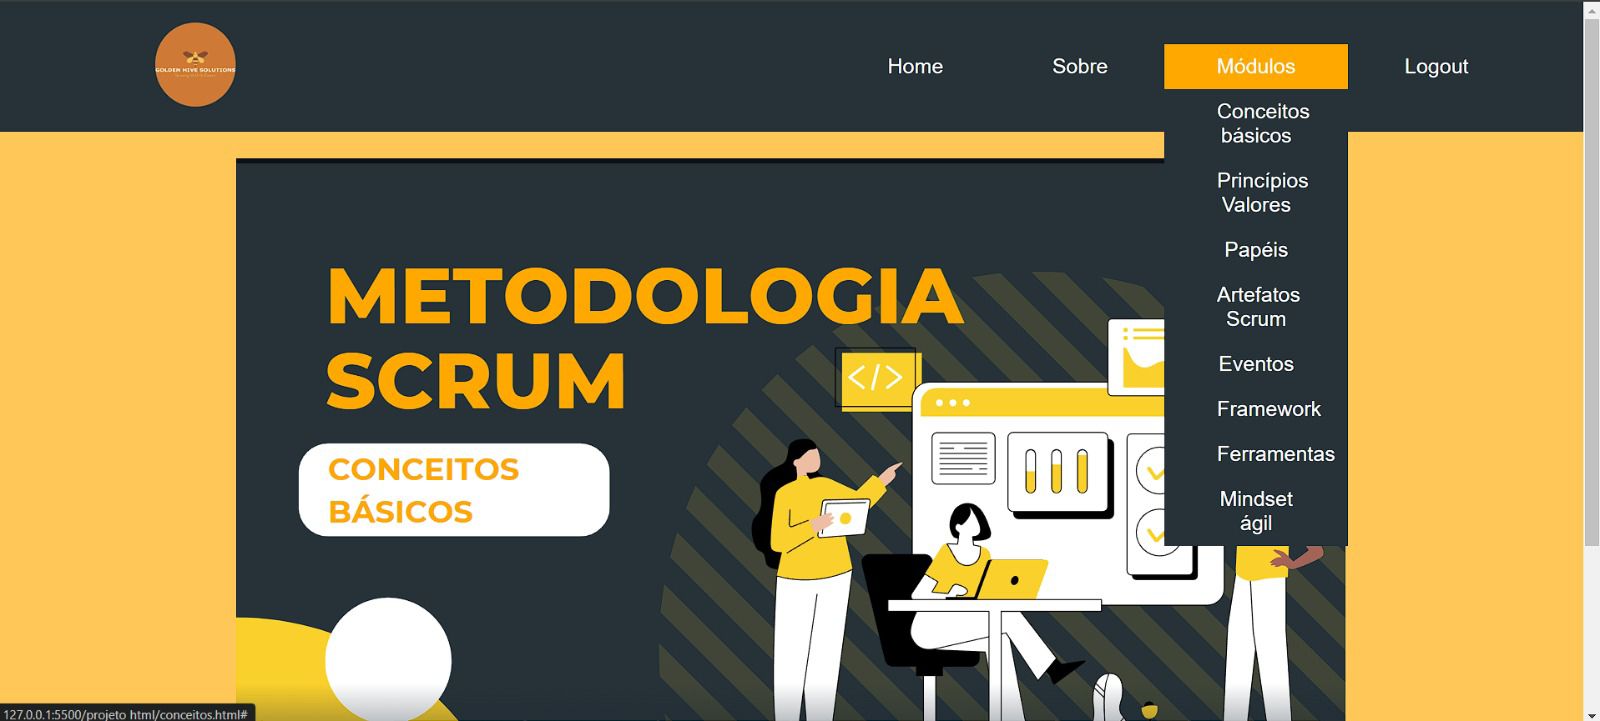 GOLDEN HIVE SOLUTIONS
Home
Sobre
Módulos
Logout
Conceitos
básicos
Princípios
Valores
Papéis
Artefatos
Scrum
Eventos
Framework
Ferramentas
Mindset
ágil
METODOLOGIA
SCRUM
</>
CONCEITOS
BÁSICOS
127.0.0.1:5500/projeto html/conceitos.html#